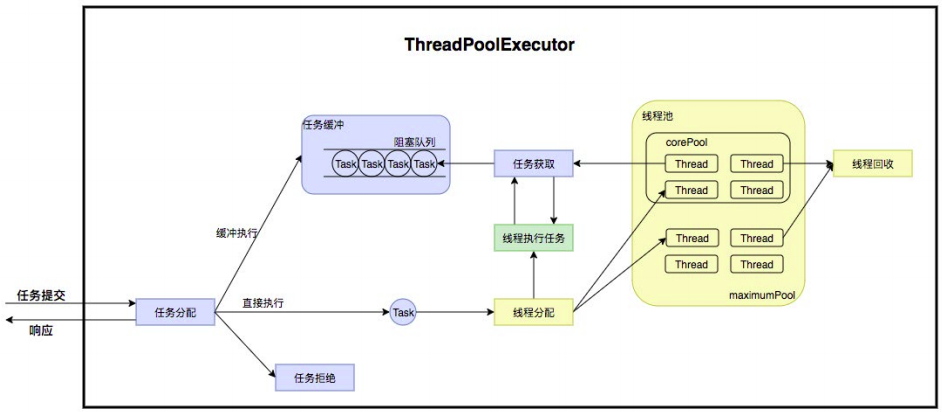 ThreadPoolExecutor
任务缓冲
阻塞队列
Task Task Task Task
任务获取
线程池
corePool
Thread Thread
Thread Thread
线程回收
缓冲执行
线程执行任务
Thread Thread
Thread Thread
maximumPool
任务提交
响应
任务分配
直接执行
Task
线程分配
任务拒绝